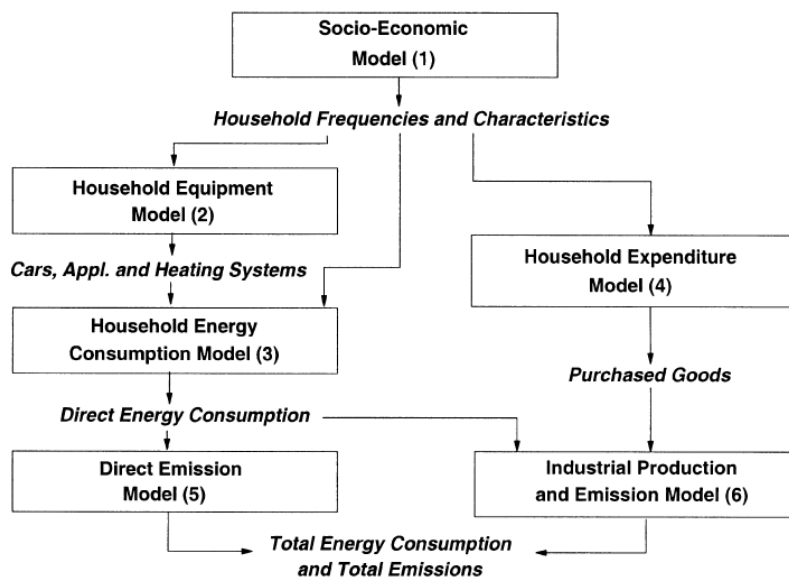 Socio-Economic
Model (1)
Household Frequencies and Characteristics
Household Equipment
Model (2)
Cars, Appl. and Heating Systems
Household Expenditure
Model (4)
Household Energy
Consumption Model (3)
Purchased Goods
Direct Energy Consumption
Direct Emission
Model (5)
Industrial Production
and Emission Model (6)
Total Energy Consumption
and Total Emissions